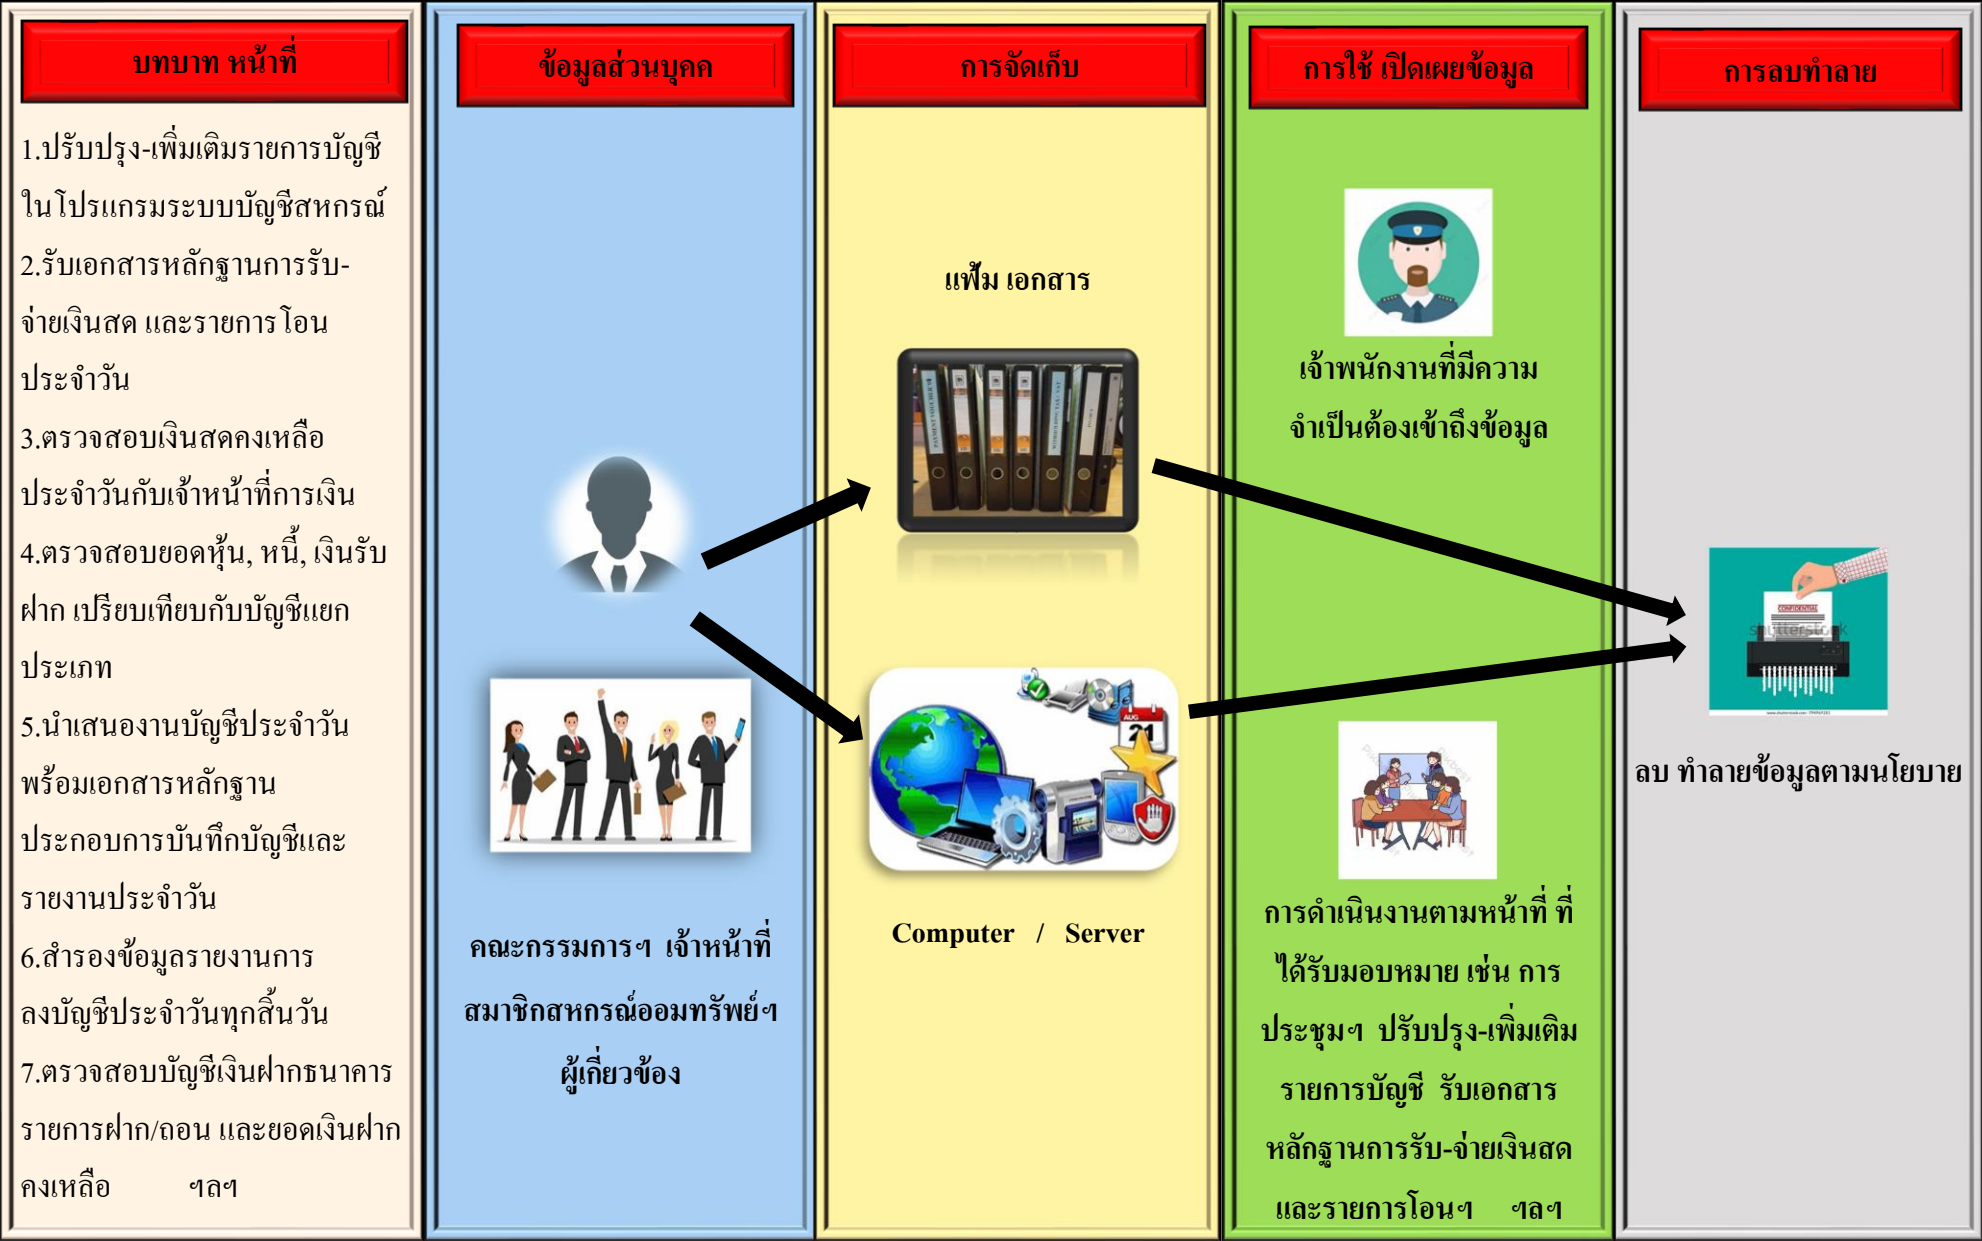 บทบาท หน้าที่
1.ปรับปรุง-เพิ่มเติมรายการบัญชี
ในโปรแกรมระบบบัญชีสหกรณ์
2.รับเอกสารหลักฐานการรับ-
จ่ายเงินสด และรายการโอน
ประจำวัน
3.ตรวจสอบเงินสดคงเหลือ
ประจำวันกับเจ้าหน้าที่การเงิน
4.ตรวจสอบยอดหุ้น, หนี้, เงินรับ
ฝาก เปรียบเทียบกับบัญชีแยก
ประเภท
5.นำเสนองานบัญชีประจำวัน
พร้อมเอกสารหลักฐาน
ประกอบการบันทึกบัญชีและ
รายงานประจำวัน
6.สำรองข้อมูลรายงานการ
ลงบัญชีประจำวันทุกสิ้นวัน
7.ตรวจสอบบัญชีเงินฝากธนาคาร
รายการฝาก/ถอน และยอดเงินฝาก
คงเหลือ ฯลฯ
ข้อมูลส่วนบุคค
คณะกรรมการฯ เจ้าหน้าที่
สมาชิกสหกรณ์ออมทรัพย์ฯ
ผู้เกี่ยวข้อง
การจัดเก็บ
แฟ้ม เอกสาร
AUG
21
Computer / Server
การใช้ เปิดเผยข้อมูล
เจ้าพนักงานที่มีความ
จำเป็นต้องเข้าถึงข้อมูล
การดำเนินงานตามหน้าที่ ที่
ได้รับมอบหมาย เช่น การ
ประชุมฯ ปรับปรุง-เพิ่มเติม
รายการบัญชี รับเอกสาร
หลักฐานการรับ-จ่ายเงินสด
และรายการโอนฯ ฯลฯ
การลบทำลาย
CONFIDENTIAL
shutterstock
ลบ ทำลายข้อมูลตามนโยบาย